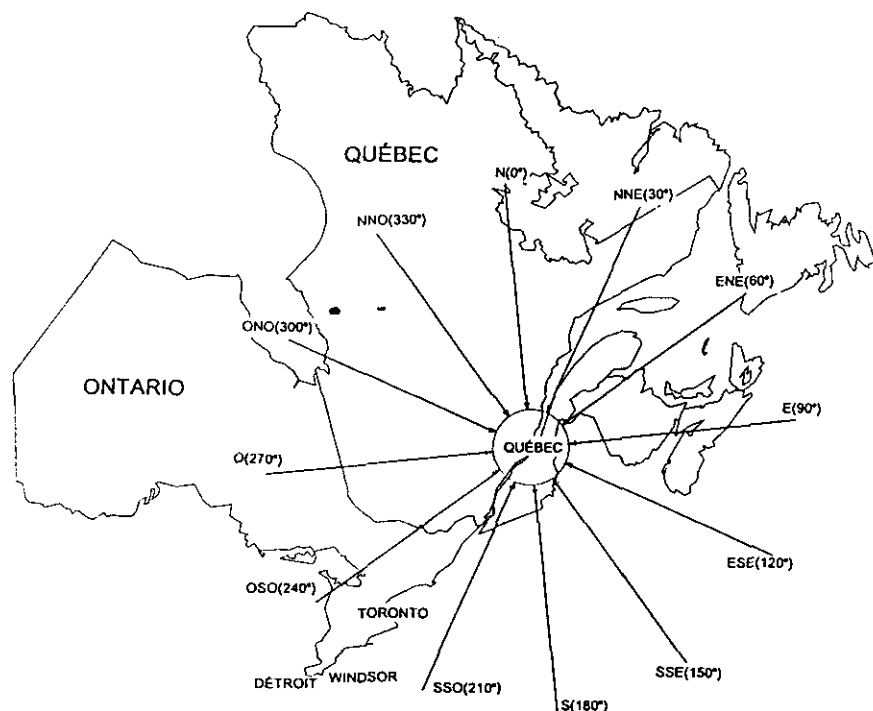 QUÉBEC
N(0°)
NNE(30°)
NNO(330°)
ENE(60°)
ONO(300°)
ONTARIO
E(90°)
QUÉBEC
O(270°)
ESE(120°)
OSO(240°)
TORONTO
SSE(150°)
DÉTROIT WINDSOR
SSO(210°)
S(180°)